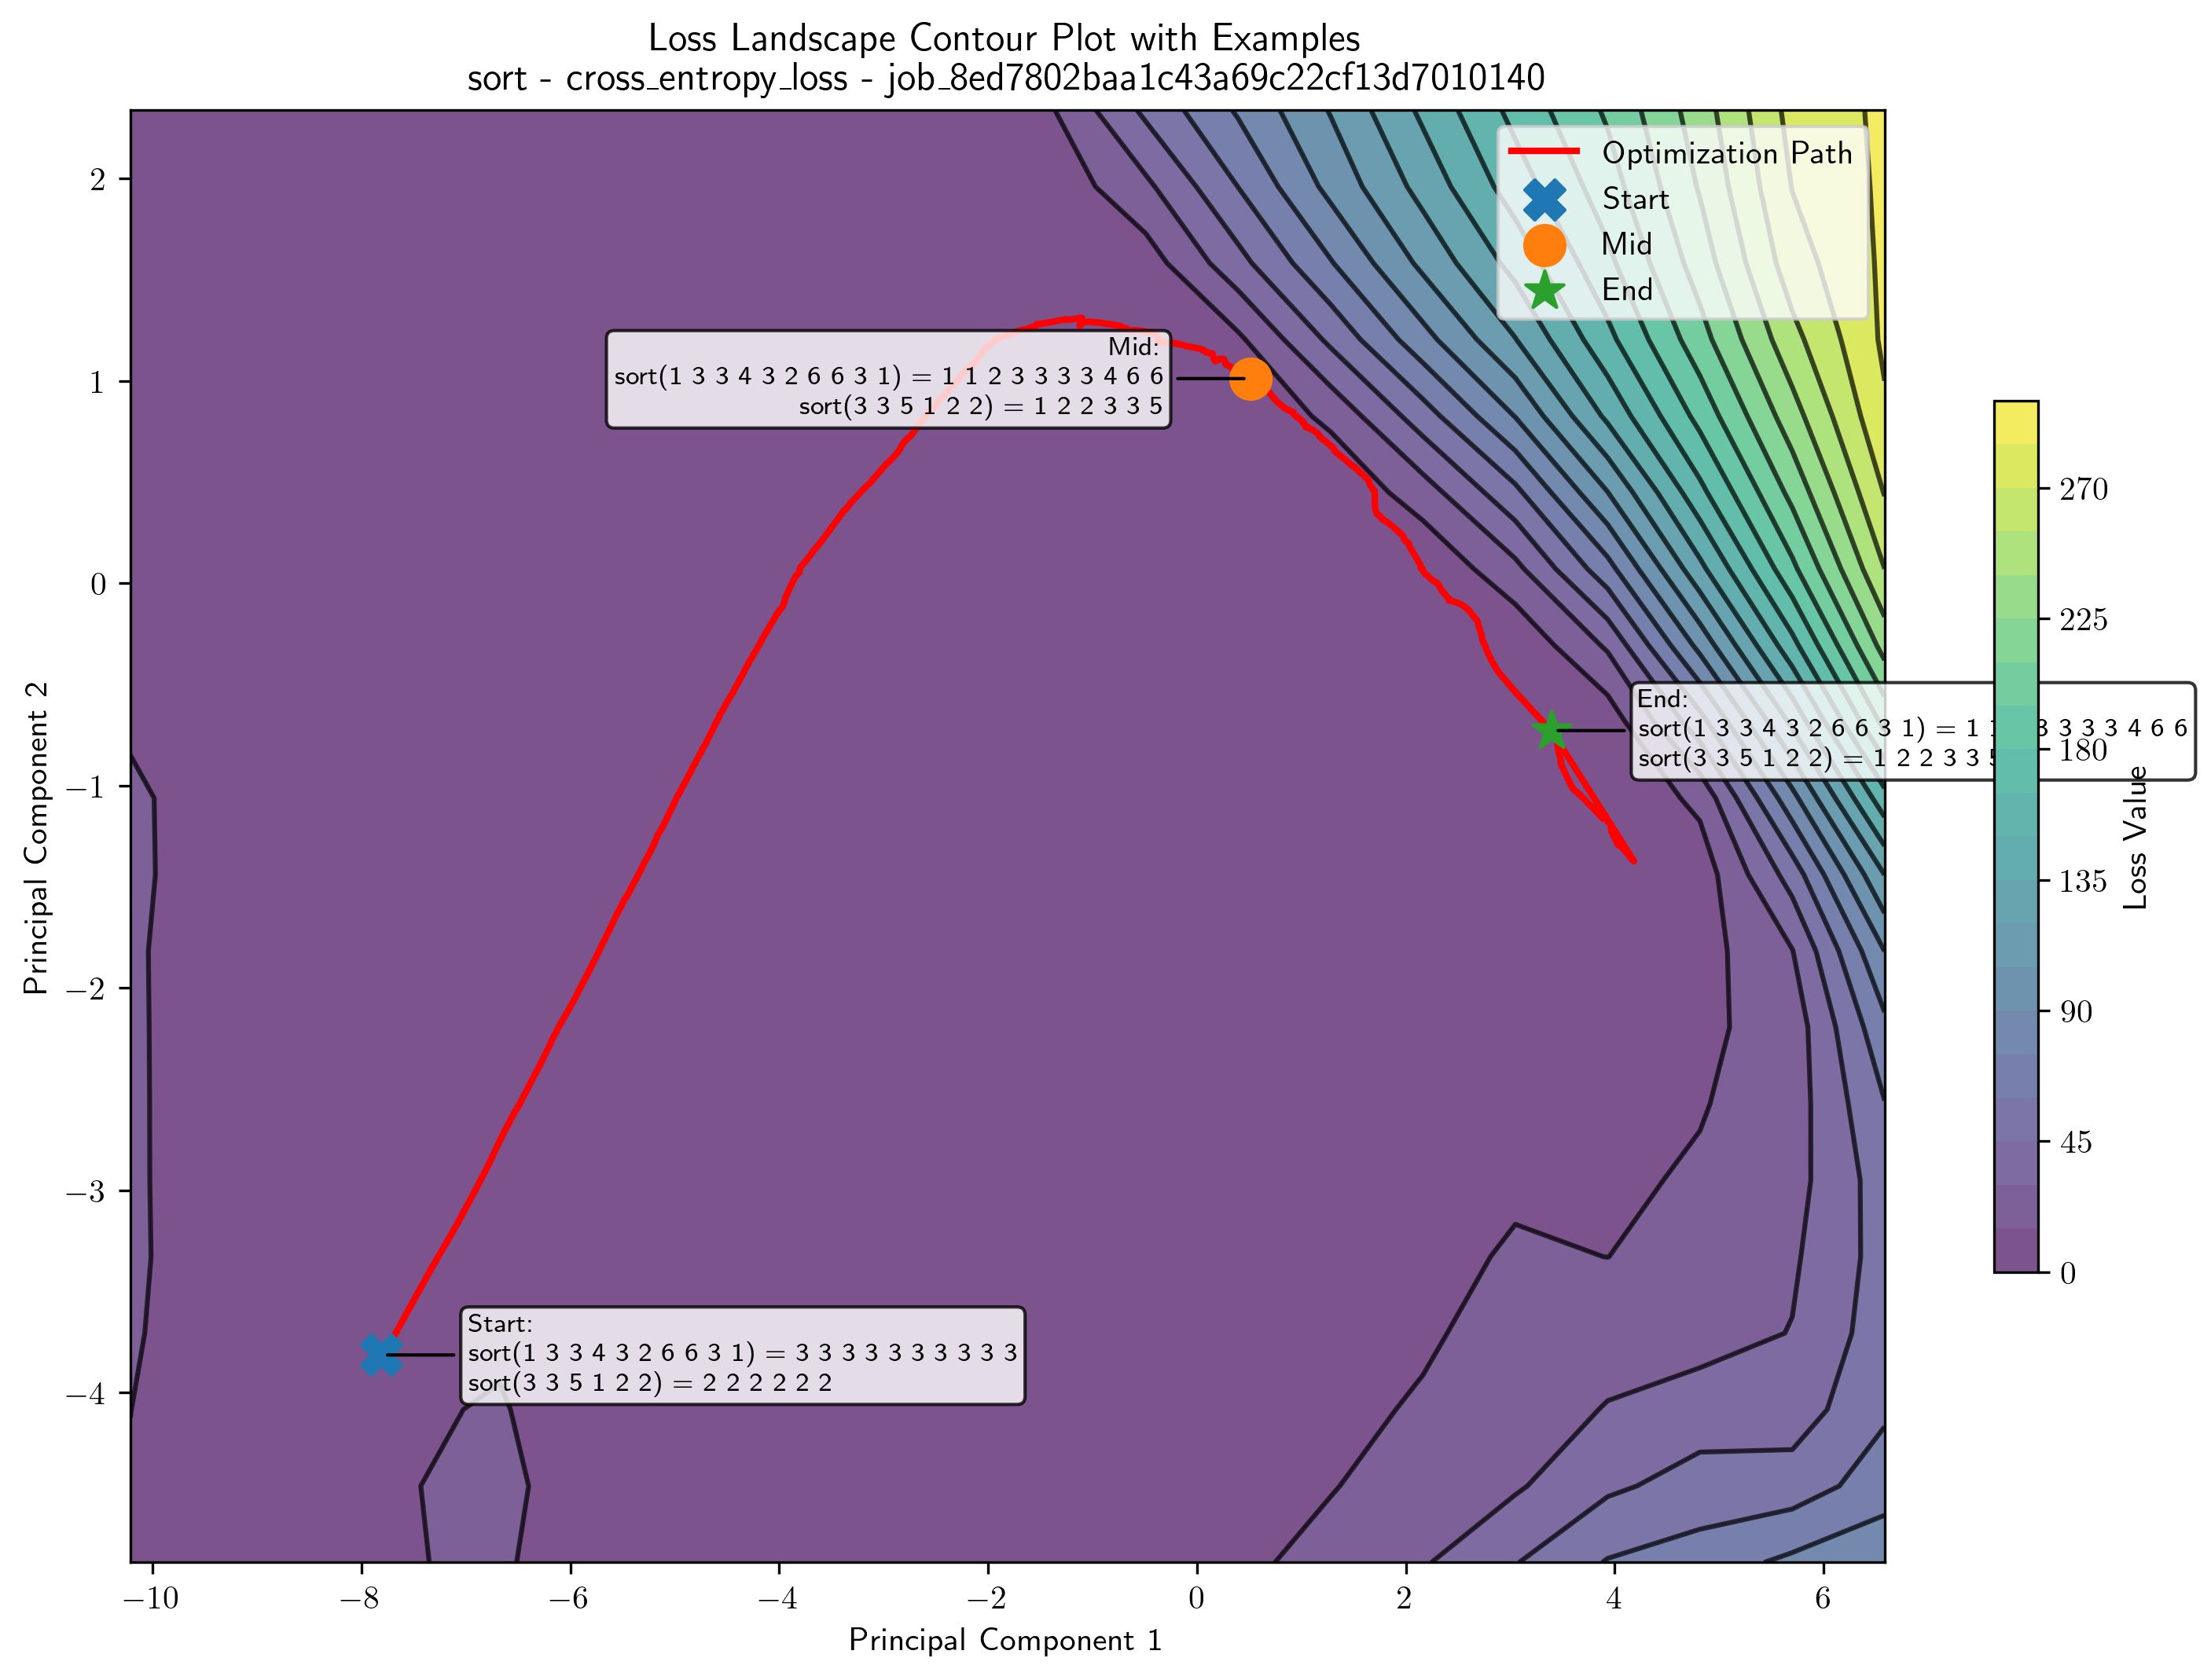 Loss Landscape Contour Plot with Examples
sort - cross_entropy_loss - job_8ed7802baa1c43a69c22cf13d7010140
Optimization Path
Start
Mid
End
Mid:
sort(1 3 3 4 3 2 6 6 3 1) = 1 1 2 3 3 3 3 4 6 6
sort(3 3 5 1 2 2) = 1 2 2 3 3 5
End:
sort(1 3 3 4 3 2 6 6 3 1) = 1 3 3 3 3 4 6 6
sort(3 3 5 1 2 2) = 1 2 2 3 3
Start:
sort(1 3 3 4 3 2 6 6 3 1) = 3 3 3 3 3 3 3 3 3 3
sort(3 3 5 1 2 2) = 2 2 2 2 2 2
2
1
0
−1
−2
−3
−4
Principal Component 2
−10
−8
−6
−4
−2
0
2
4
6
Principal Component 1
270
225
180
135
90
45
0
Loss Value